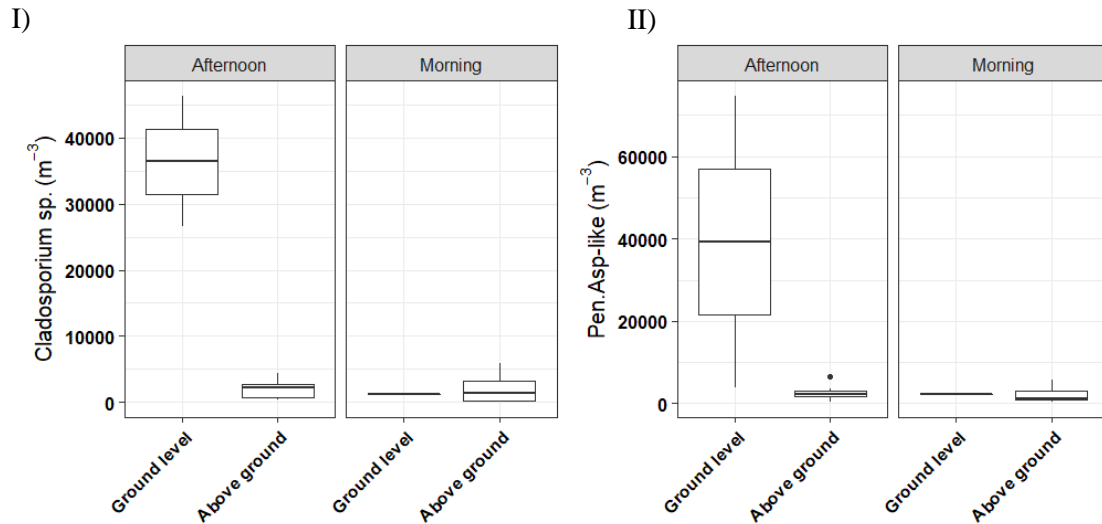 I)
II)
Afternoon
Morning
Cladosporium sp. (m⁻³)
40000
30000
20000
10000
0
Ground level
Above ground
Ground level
Above ground
Afternoon
Morning
Pen.Asp-like (m⁻³)
60000
40000
20000
0
Ground level
Above ground
Ground level
Above ground